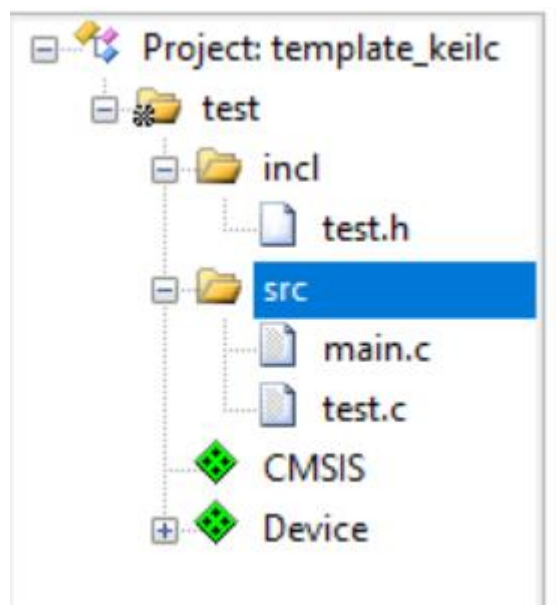 Project: template_keilc
test
incl
test.h
src
main.c
test.c
CMSIS
Device